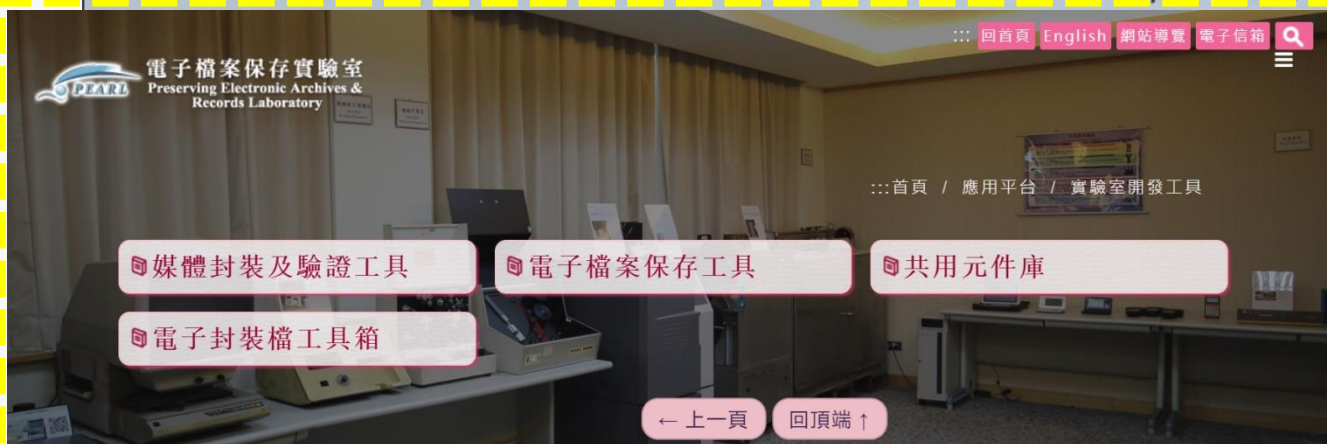 ::: 回首頁 English 網站導覽 電子信箱
PEARL
電子檔案保存實驗室
Preserving Electronic Archives &
Records Laboratory
:::首頁 / 應用平台 / 實驗室開發工具
媒體封裝及驗證工具 電子檔案保存工具 共用元件庫
電子封裝檔工具箱
← 上一頁 回頂端 ↑